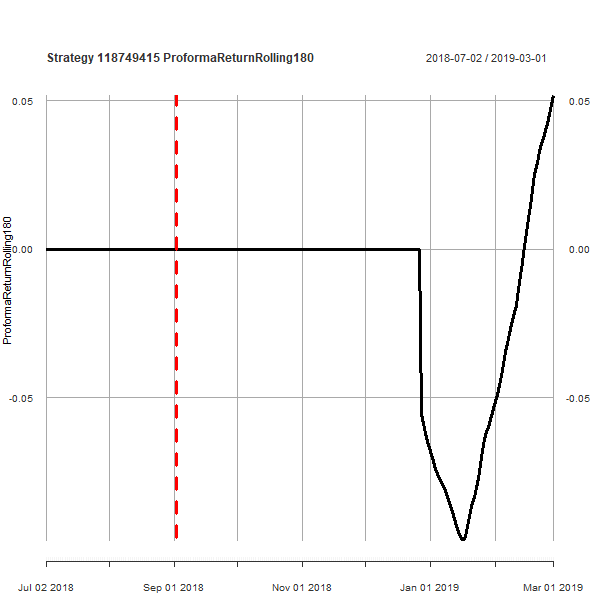 Strategy 118749415 ProformaReturnRolling180
2018-07-02 / 2019-03-01
ProformaReturnRolling180
0.05
0.00
-0.05
0.05
0.00
-0.05
Jul 02 2018
Sep 01 2018
Nov 01 2018
Jan 01 2019
Mar 01 2019